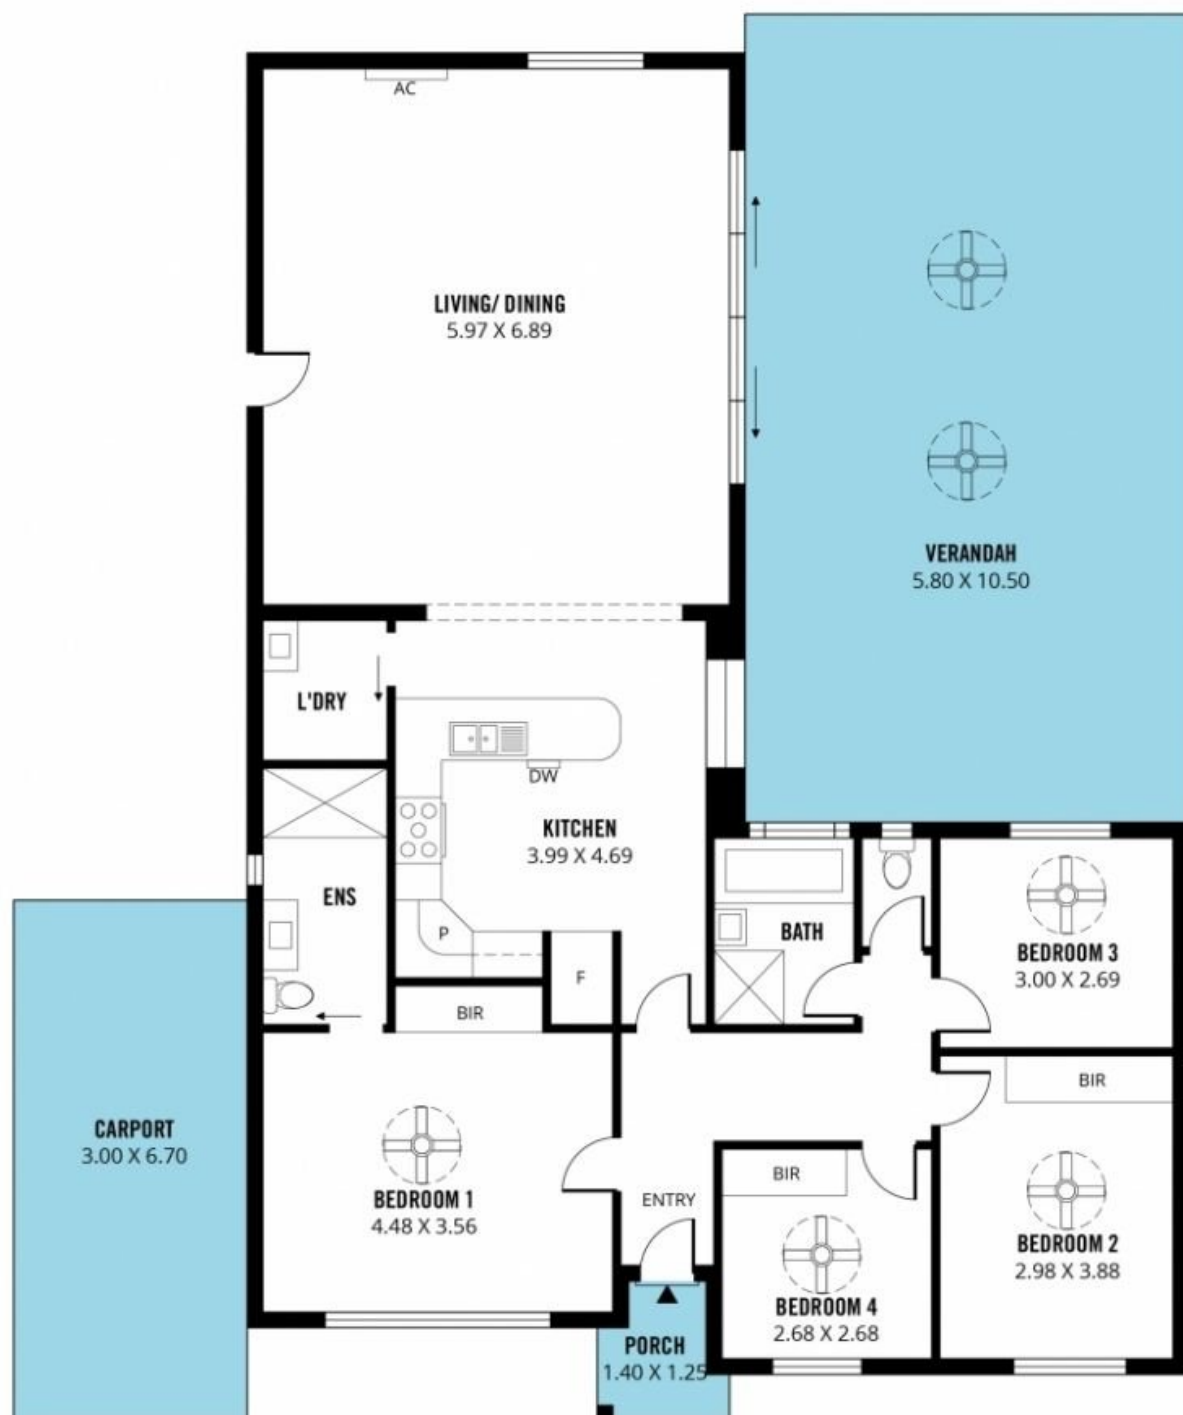 AC
LIVING/ DINING
5.97 X 6.89
VERANDAH
5.80 X 10.50
L'DRY
DW
KITCHEN
3.99 X 4.69
ENS
P
F
BATH
BEDROOM 3
3.00 X 2.69
BIR
BIR
CARPORT
3.00 X 6.70
BEDROOM 1
4.48 X 3.56
ENTRY
BIR
BEDROOM 2
2.98 X 3.88
BEDROOM 4
2.68 X 2.68
PORCH
1.40 X 1.25